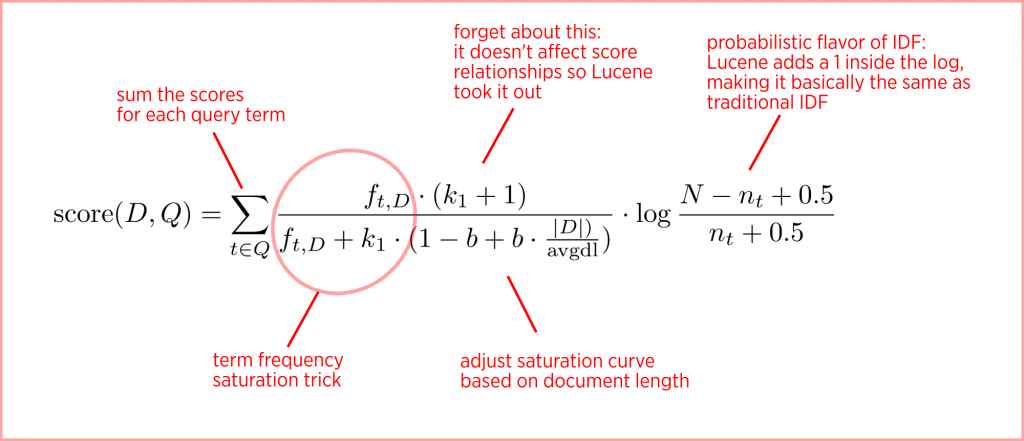 forget about this:
it doesn't affect score
relationships so Lucene
took it out
probabilistic flavor of IDF:
Lucene adds a 1 inside the log,
making it basically the same as
traditional IDF
sum the scores
for each query term
score(D, Q) = ∑_{t∈Q} \frac{f_{t,D} · (k_1 + 1)}{f_{t,D} + k_1 · (1 − b + b · \frac{|D|)}{avgdl})} · log \frac{N − n_t + 0.5}{n_t + 0.5}
term frequency
saturation trick
adjust saturation curve
based on document length